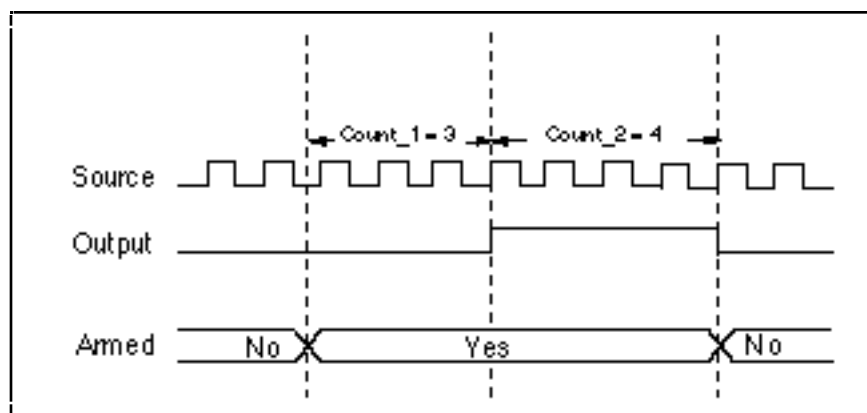 Count_1 = 3
Count_2 = 4
Source
Output
Armed
No
Yes
No